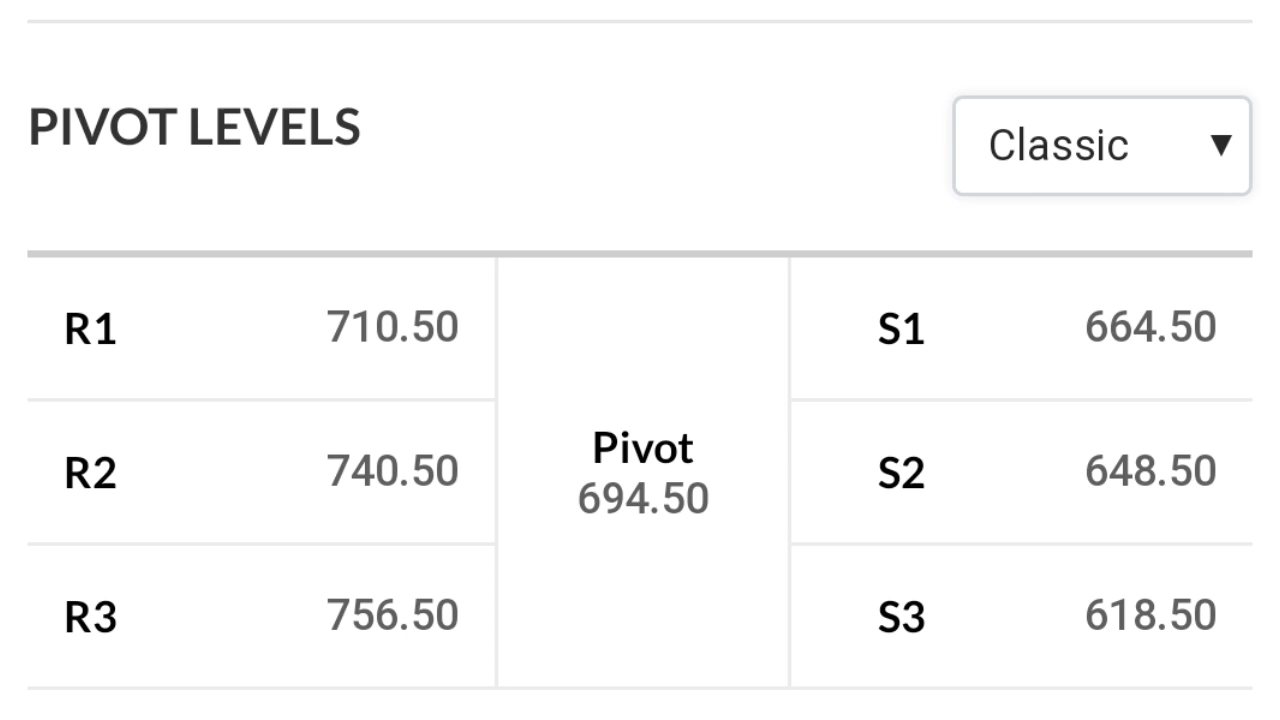 PIVOT LEVELS
Classic ▼
R1 710.50
R2 740.50
R3 756.50
Pivot
694.50
S1 664.50
S2 648.50
S3 618.50